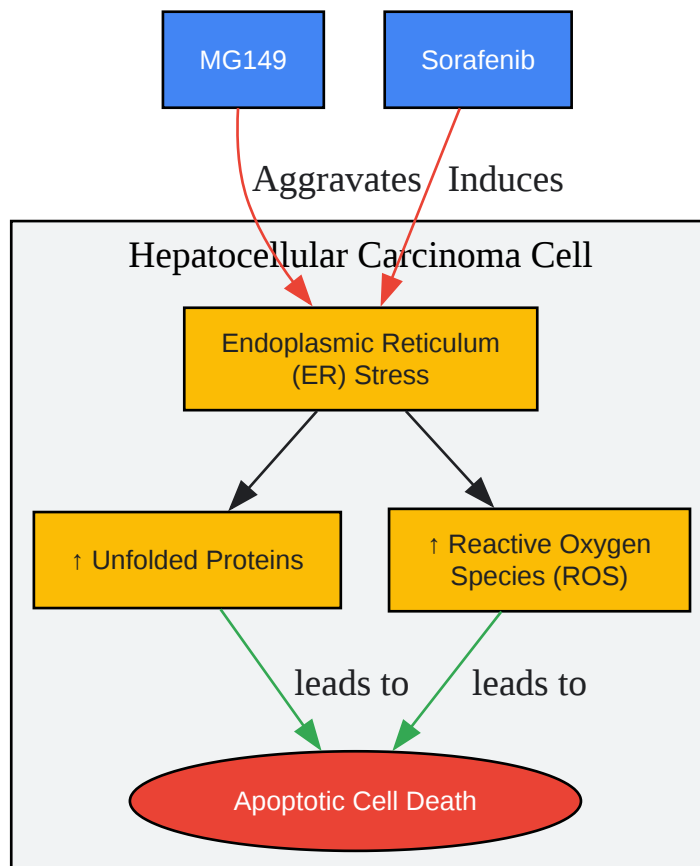 MG149
Sorafenib
Aggravates
Induces
Hepatocellular Carcinoma Cell
Endoplasmic Reticulum
(ER) Stress
↑ Unfolded Proteins
↑ Reactive Oxygen
Species (ROS)
leads to
leads to
Apoptotic Cell Death